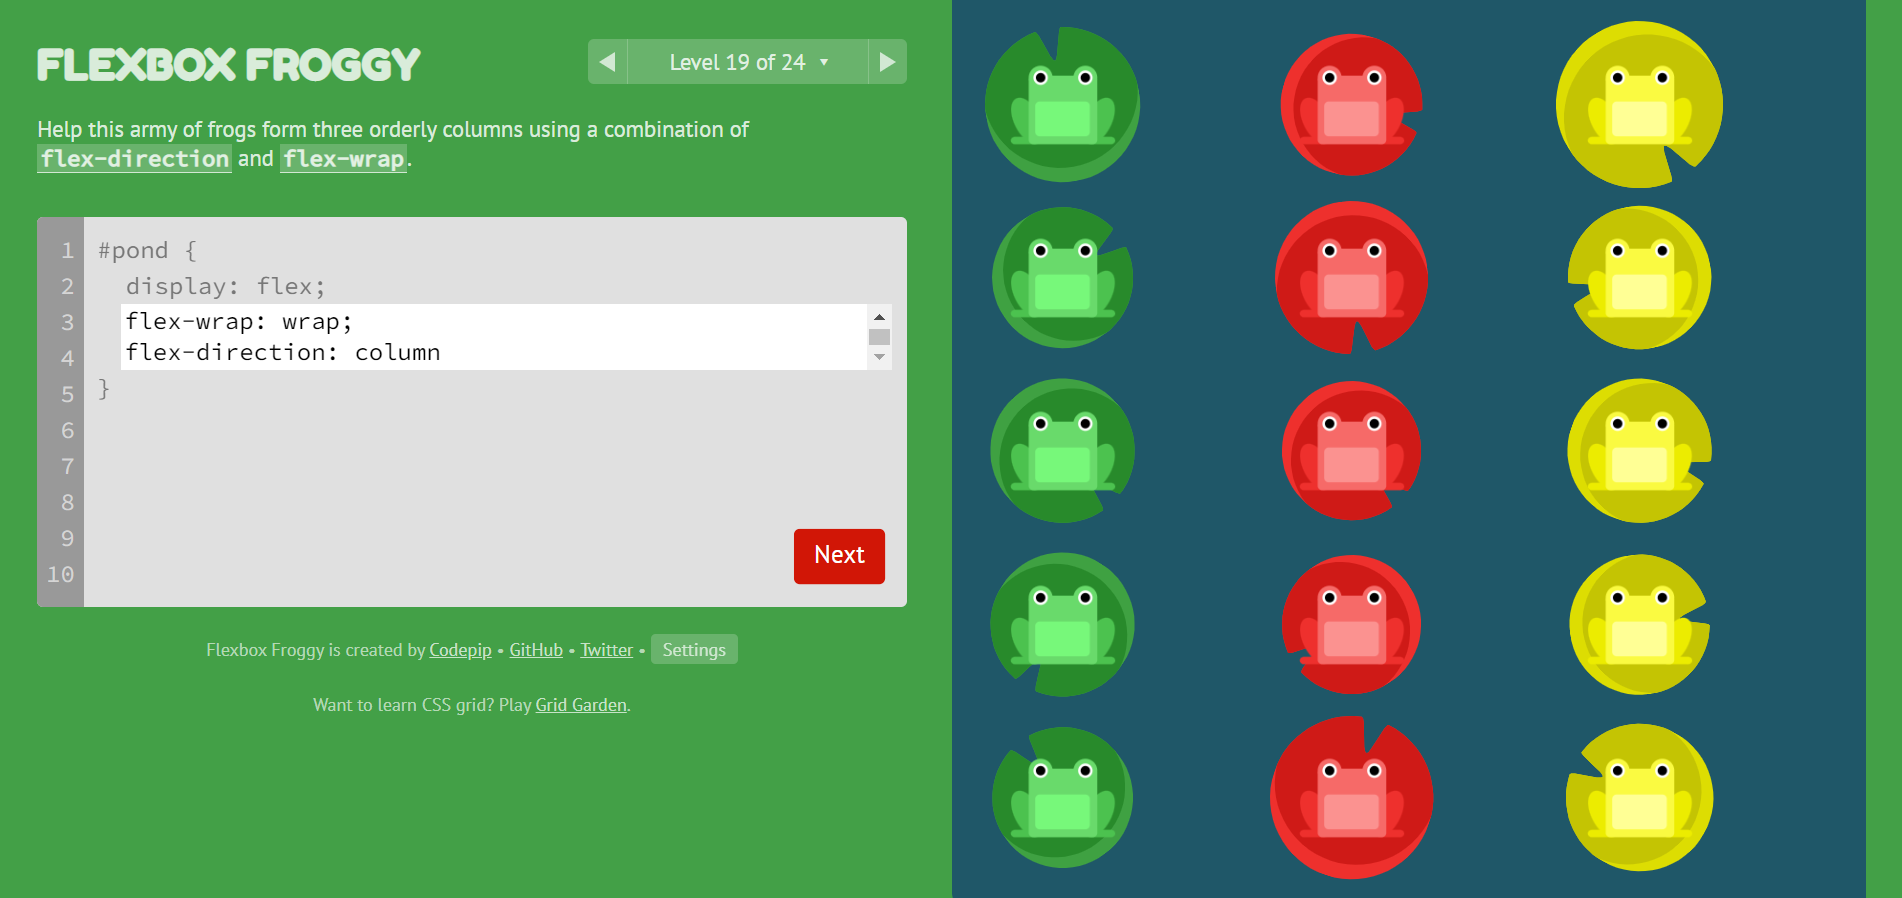 FLEXBOX FROGGY
Level 19 of 24
Help this army of frogs form three orderly columns using a combination of
flex-direction and flex-wrap.
1 #pond {
2 display: flex;
3 flex-wrap: wrap;
4 flex-direction: column
5 }
6
7
8
9
10
Next
Flexbox Froggy is created by Codepip • GitHub • Twitter • Settings
Want to learn CSS grid? Play Grid Garden.